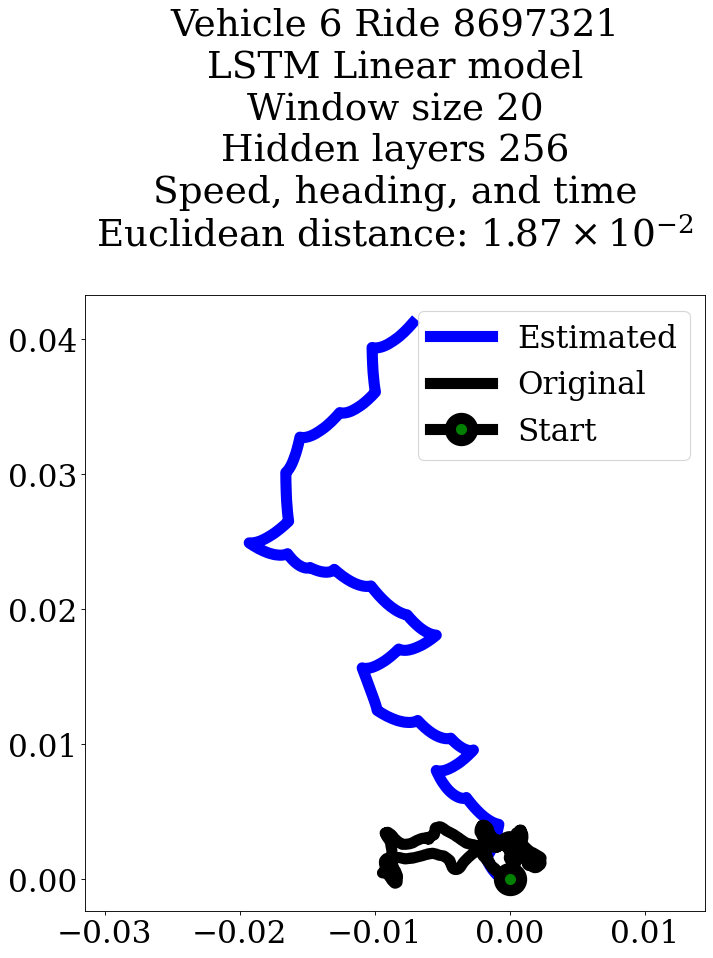 Vehicle 6 Ride 8697321
LSTM Linear model
Window size 20
Hidden layers 256
Speed, heading, and time
Euclidean distance: 1.87 × 10⁻²
Estimated
Original
Start
0.04
0.03
0.02
0.01
0.00
−0.03 −0.02 −0.01 0.00 0.01